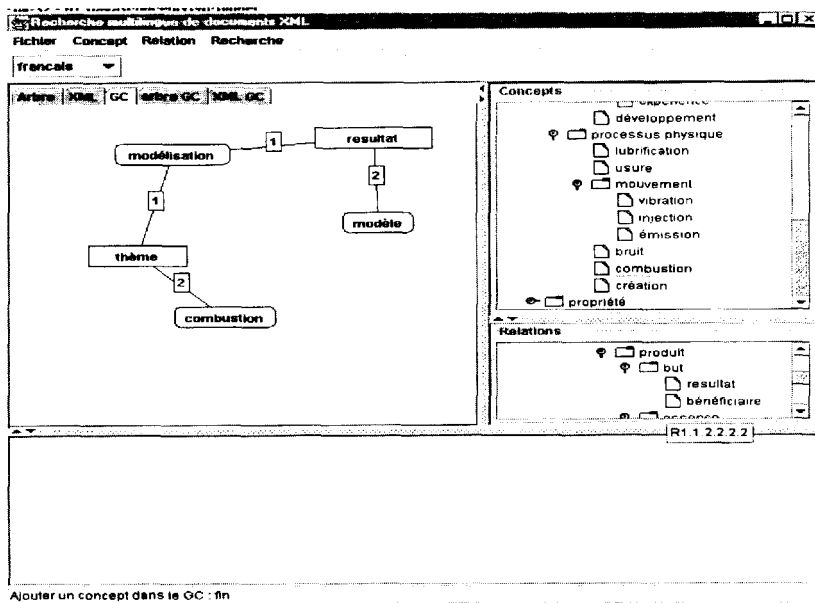 Recherche multilingue de documents XML
Fichier Concept Relation Recherche
francais
Arbre XML GC arbre GC XML GC
modélisation
1
resultat
2
modèle
1
thème
2
combustion
Concepts
expérience
développement
processus physique
lubrification
usure
mouvement
vibration
injection
émission
bruit
combustion
création
propriété
Relations
produit
but
resultat
bénéficiaire
R1.1.2.2.2.2
Ajouter un concept dans le GC : fin